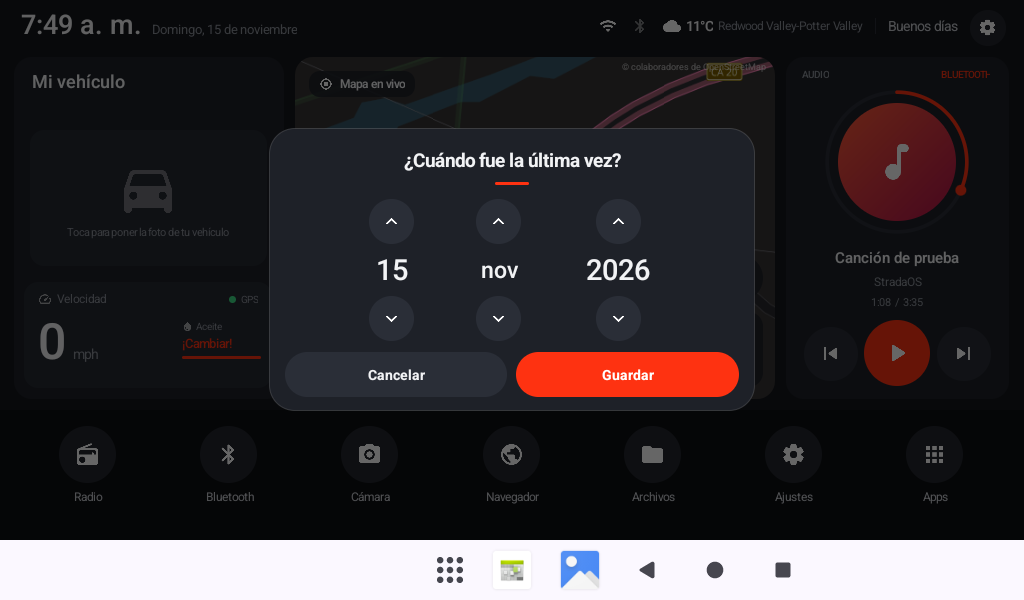 7:49 a. m. Domingo, 15 de noviembre
11°C Redwood Valley-Potter Valley Buenos días
Mi vehículo
Toca para poner la foto de tu vehículo
Velocidad
GPS
0 mph
Aceite
¡Cambiar!
Mapa en vivo
© colaboradores de OpenStreetMap
CA 20
¿Cuándo fue la última vez?
15 nov 2026
Cancelar Guardar
AUDIO BLUETOOTH
Canción de prueba
StradaOS
1:08 / 3:35
Radio Bluetooth Cámara Navegador Archivos Ajustes Apps